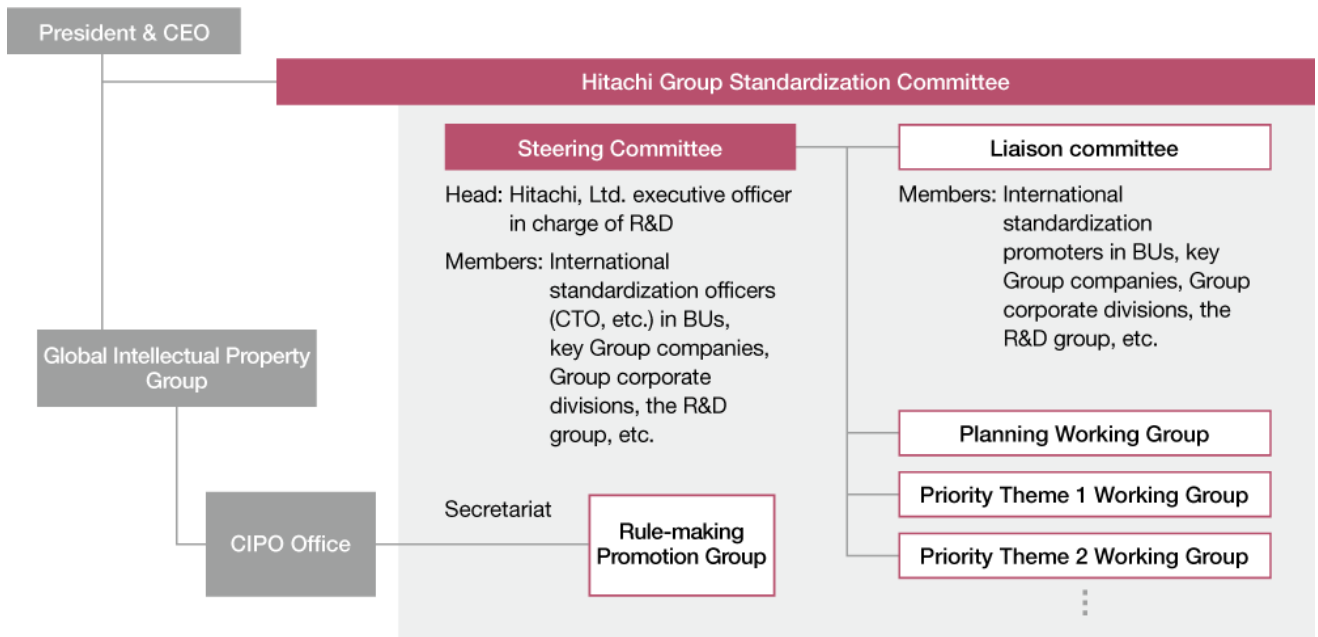 President & CEO
Hitachi Group Standardization Committee
Steering Committee
Head: Hitachi, Ltd. executive officer
in charge of R&D
Members: International
standardization officers
(CTO, etc.) in BUs,
key Group companies,
Group corporate
divisions, the R&D
group, etc.
Liaison committee
Members: International
standardization
promoters in BUs, key
Group companies, Group
corporate divisions, the
R&D group, etc.
Global Intellectual Property
Group
Planning Working Group
Priority Theme 1 Working Group
Priority Theme 2 Working Group
CIPO Office
Secretariat
Rule-making
Promotion Group